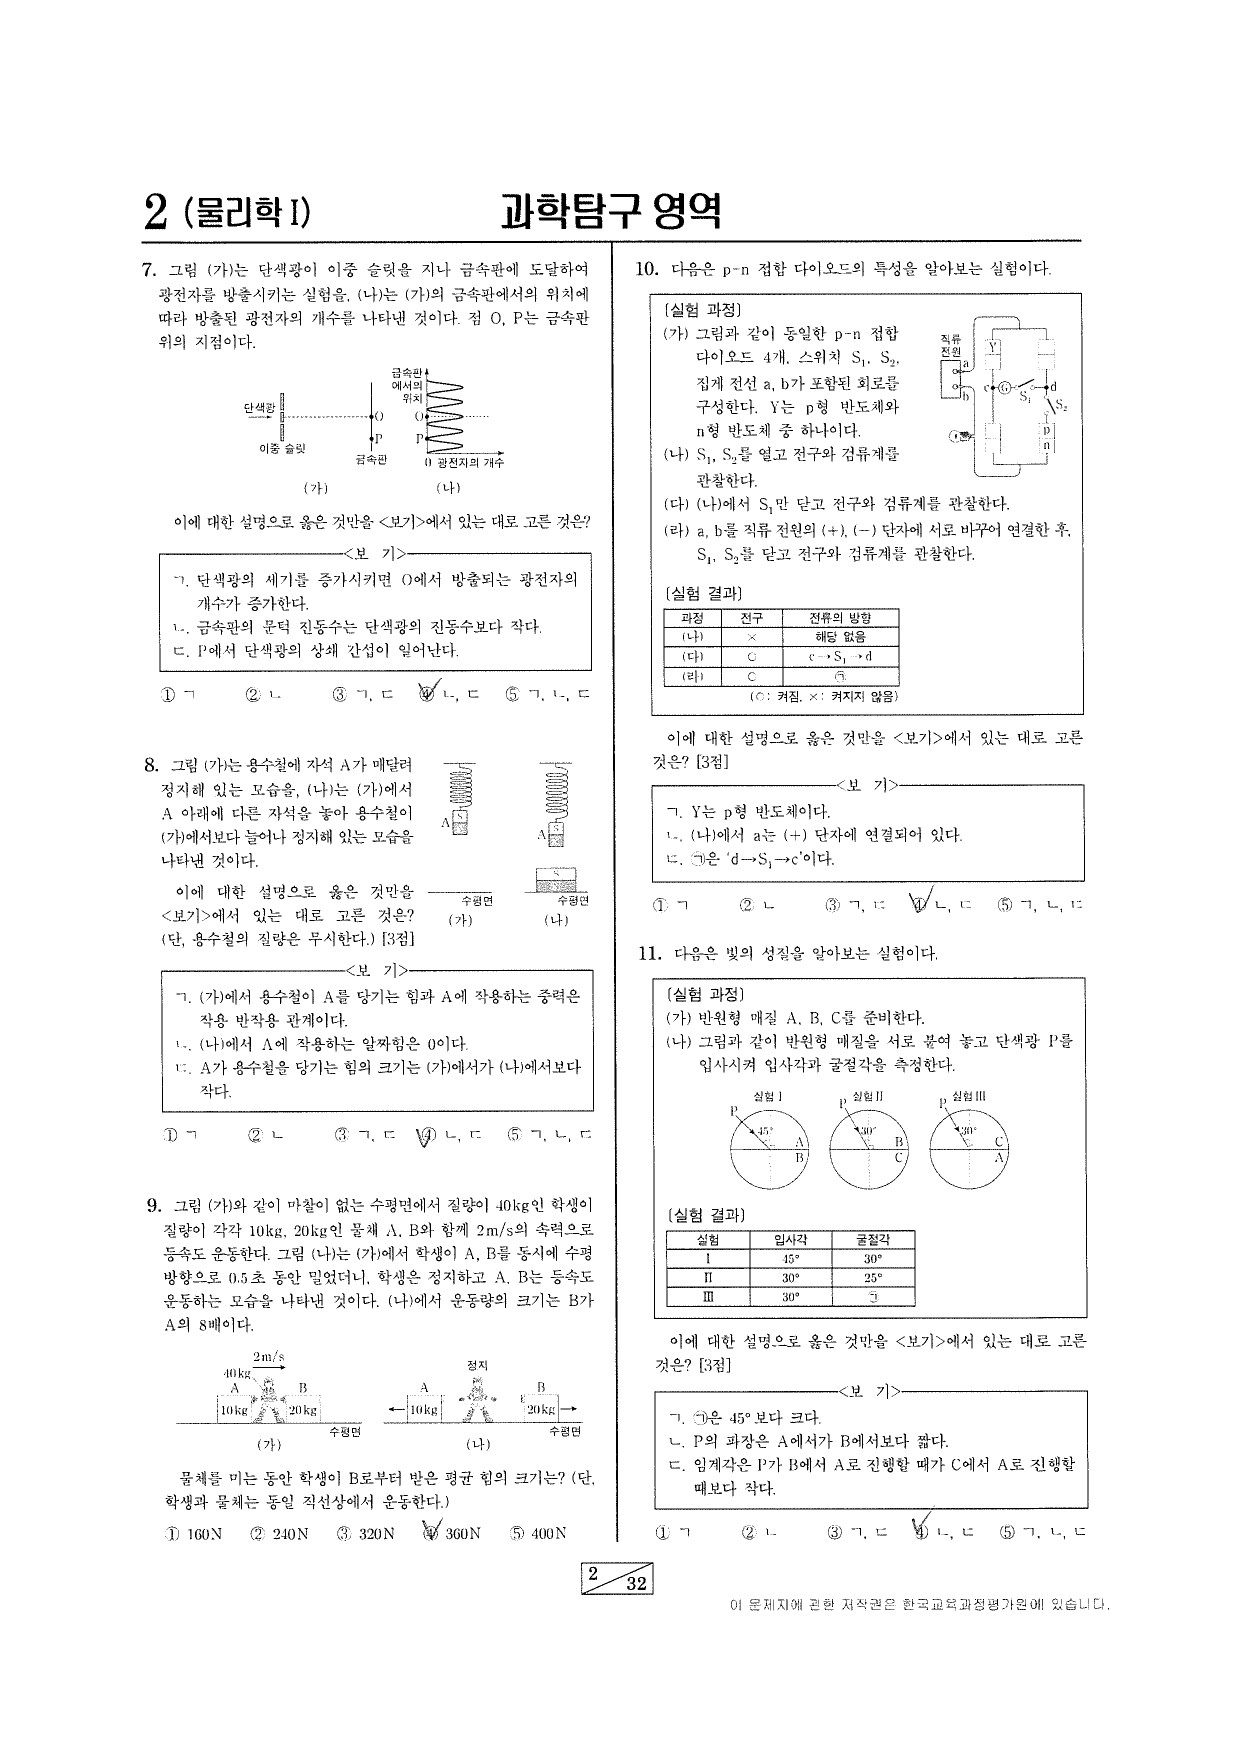 2 (물리학 I)
과학탐구 영역
7. 그림 (가)는 단색광이 이중 슬릿을 지나 금속판에 도달하여
광전자를 방출시키는 실험을, (나)는 (가)의 금속판에서의 위치에
따라 방출된 광전자의 개수를 나타낸 것이다. 점 O, P는 금속판
위의 지점이다.
단색광
이중 슬릿
O
P
금속판
(가)
금속판
에서의
위치
O
P
0 광전자의 개수
(나)
이에 대한 설명으로 옳은 것만을 <보기>에서 있는 대로 고른 것은?
<보 기>
ㄱ. 단색광의 세기를 증가시키면 O에서 방출되는 광전자의
개수가 증가한다.
ㄴ. 금속판의 문턱 진동수는 단색광의 진동수보다 작다.
ㄷ. P에서 단색광의 상쇄 간섭이 일어난다.
① ㄱ ② ㄴ ③ ㄱ, ㄷ ④ ㄴ, ㄷ ⑤ ㄱ, ㄴ, ㄷ
8. 그림 (가)는 용수철에 자석 A가 매달려
정지해 있는 모습을, (나)는 (가)에서
A 아래에 다른 자석을 놓아 용수철이
(가)에서보다 늘어나 정지해 있는 모습을
나타낸 것이다.
이에 대한 설명으로 옳은 것만을
<보기>에서 있는 대로 고른 것은?
(단, 용수철의 질량은 무시한다.) [3점]
A S
수평면
(가)
A S
S
수평면
(나)
<보 기>
ㄱ. (가)에서 용수철이 A를 당기는 힘과 A에 작용하는 중력은
작용 반작용 관계이다.
ㄴ. (나)에서 A에 작용하는 알짜힘은 0이다.
ㄷ. A가 용수철을 당기는 힘의 크기는 (가)에서가 (나)에서보다
작다.
① ㄱ ② ㄴ ③ ㄱ, ㄷ ④ ㄴ, ㄷ ⑤ ㄱ, ㄴ, ㄷ
9. 그림 (가)와 같이 마찰이 없는 수평면에서 질량이 40kg인 학생이
질량이 각각 10kg, 20kg인 물체 A, B와 함께 2m/s의 속력으로
등속도 운동한다. 그림 (나)는 (가)에서 학생이 A, B를 동시에 수평
방향으로 0.5초 동안 밀었더니, 학생은 정지하고 A, B는 등속도
운동하는 모습을 나타낸 것이다. (나)에서 운동량의 크기는 B가
A의 8배이다.
2m/s
40kg
A B
10kg 20kg
수평면
(가)
정지
A B
10kg 20kg
수평면
(나)
물체를 미는 동안 학생이 B로부터 받은 평균 힘의 크기는? (단,
학생과 물체는 동일 직선상에서 운동한다.)
① 160N ② 240N ③ 320N ④ 360N ⑤ 400N
10. 다음은 p-n 접합 다이오드의 특성을 알아보는 실험이다.
[실험 과정]
(가) 그림과 같이 동일한 p-n 접합
다이오드 4개, 스위치 S₁, S₂,
집게 전선 a, b가 포함된 회로를
구성한다. Y는 p형 반도체와
n형 반도체 중 하나이다.
(나) S₁, S₂를 열고 전구와 검류계를
관찰한다.
(다) (나)에서 S₁만 닫고 전구와 검류계를 관찰한다.
(라) a, b를 직류 전원의 (+), (-) 단자에 서로 바꾸어 연결한 후,
S₁, S₂를 닫고 전구와 검류계를 관찰한다.
직류
전원
a
b
Y
c G S₁ d
S₂
p
n
[실험 결과]
과정 전구 전류의 방향
(나) × 해당 없음
(다) ○ c→S₁→d
(라) ○ ㉠
(○: 켜짐, ×: 켜지지 않음)
이에 대한 설명으로 옳은 것만을 <보기>에서 있는 대로 고른
것은? [3점]
<보 기>
ㄱ. Y는 p형 반도체이다.
ㄴ. (나)에서 a는 (+) 단자에 연결되어 있다.
ㄷ. ㉠은 ‘d→S₁→c’이다.
① ㄱ ② ㄴ ③ ㄱ, ㄷ ④ ㄴ, ㄷ ⑤ ㄱ, ㄴ, ㄷ
11. 다음은 빛의 성질을 알아보는 실험이다.
[실험 과정]
(가) 반원형 매질 A, B, C를 준비한다.
(나) 그림과 같이 반원형 매질을 서로 붙여 놓고 단색광 P를
입사시켜 입사각과 굴절각을 측정한다.
실험 I 실험 II 실험 III
P 45° A B
P 30° B C
P 30° C A
[실험 결과]
실험 입사각 굴절각
I 45° 30°
II 30° 25°
III 30° ㉠
이에 대한 설명으로 옳은 것만을 <보기>에서 있는 대로 고른
것은? [3점]
<보 기>
ㄱ. ㉠은 45°보다 크다.
ㄴ. P의 파장은 A에서가 B에서보다 짧다.
ㄷ. 임계각은 P가 B에서 A로 진행할 때가 C에서 A로 진행할
때보다 작다.
① ㄱ ② ㄴ ③ ㄱ, ㄷ ④ ㄴ, ㄷ ⑤ ㄱ, ㄴ, ㄷ
2
32
이 문제지에 관한 저작권은 한국교육과정평가원에 있습니다.